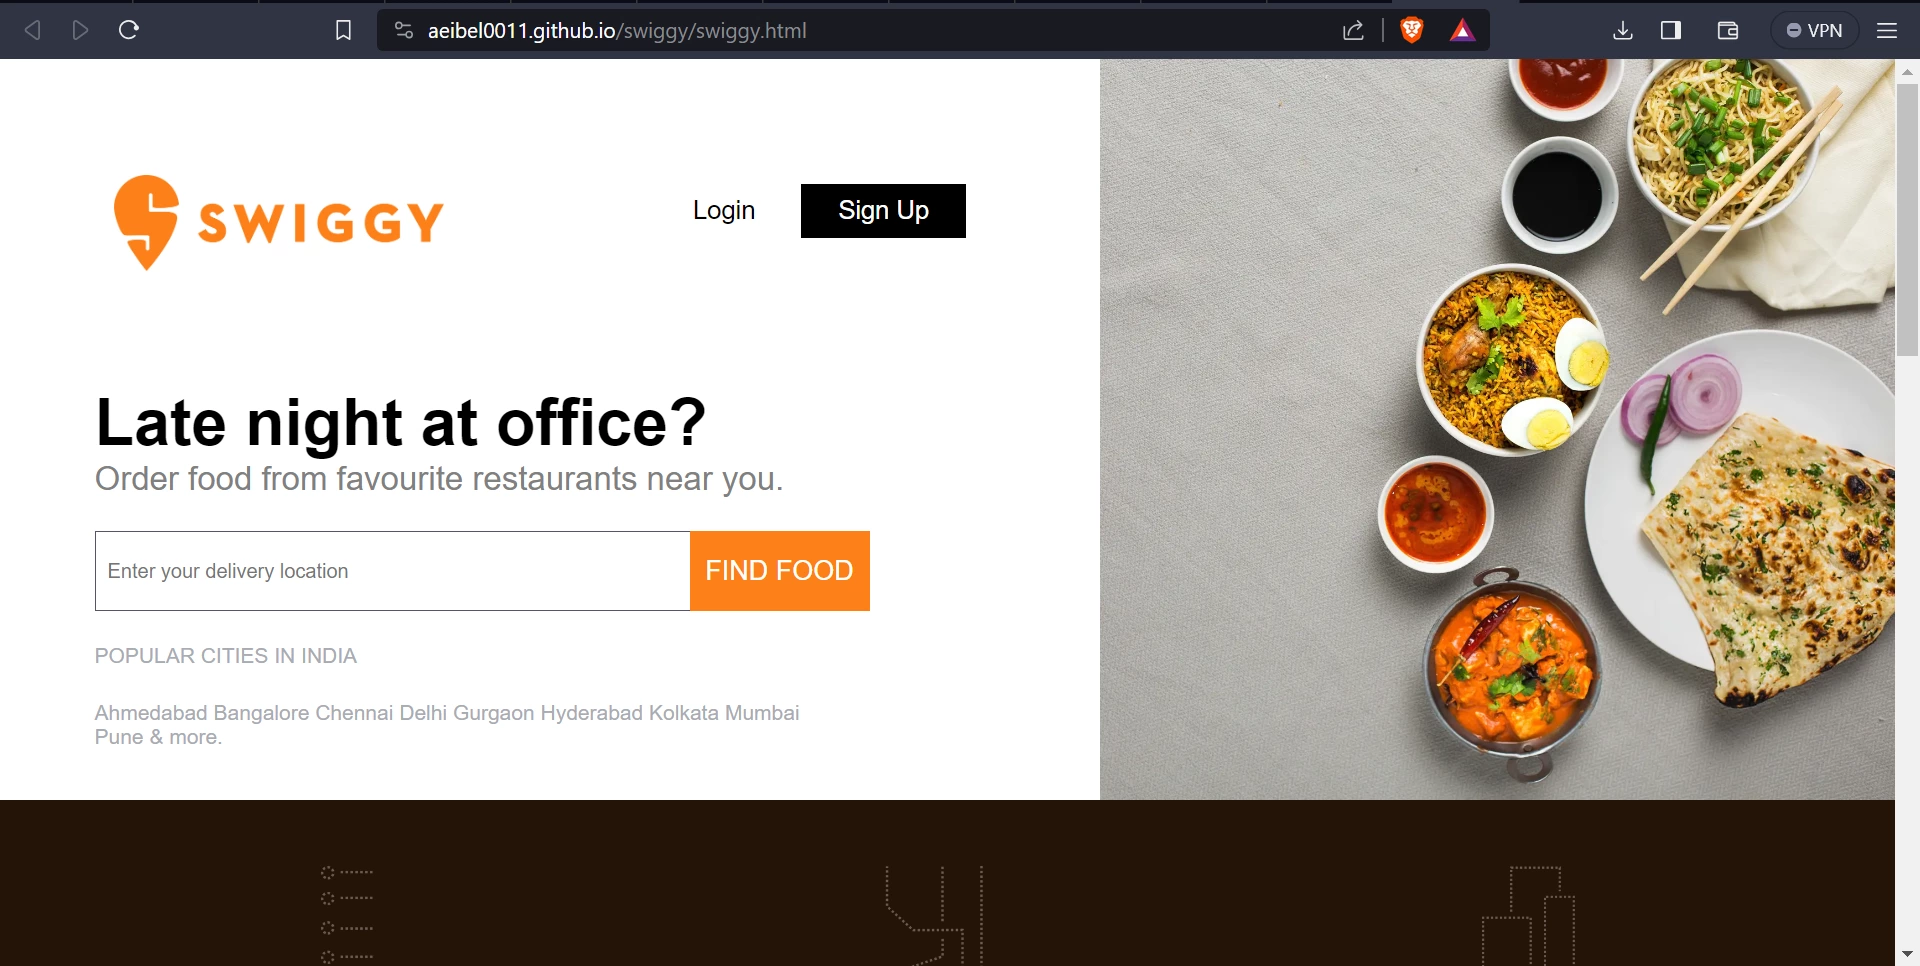 aeibel0011.github.io/swiggy/swiggy.html
VPN
SWIGGY
Login
Sign Up
Late night at office?
Order food from favourite restaurants near you.
Enter your delivery location
FIND FOOD
POPULAR CITIES IN INDIA
Ahmedabad Bangalore Chennai Delhi Gurgaon Hyderabad Kolkata Mumbai
Pune & more.